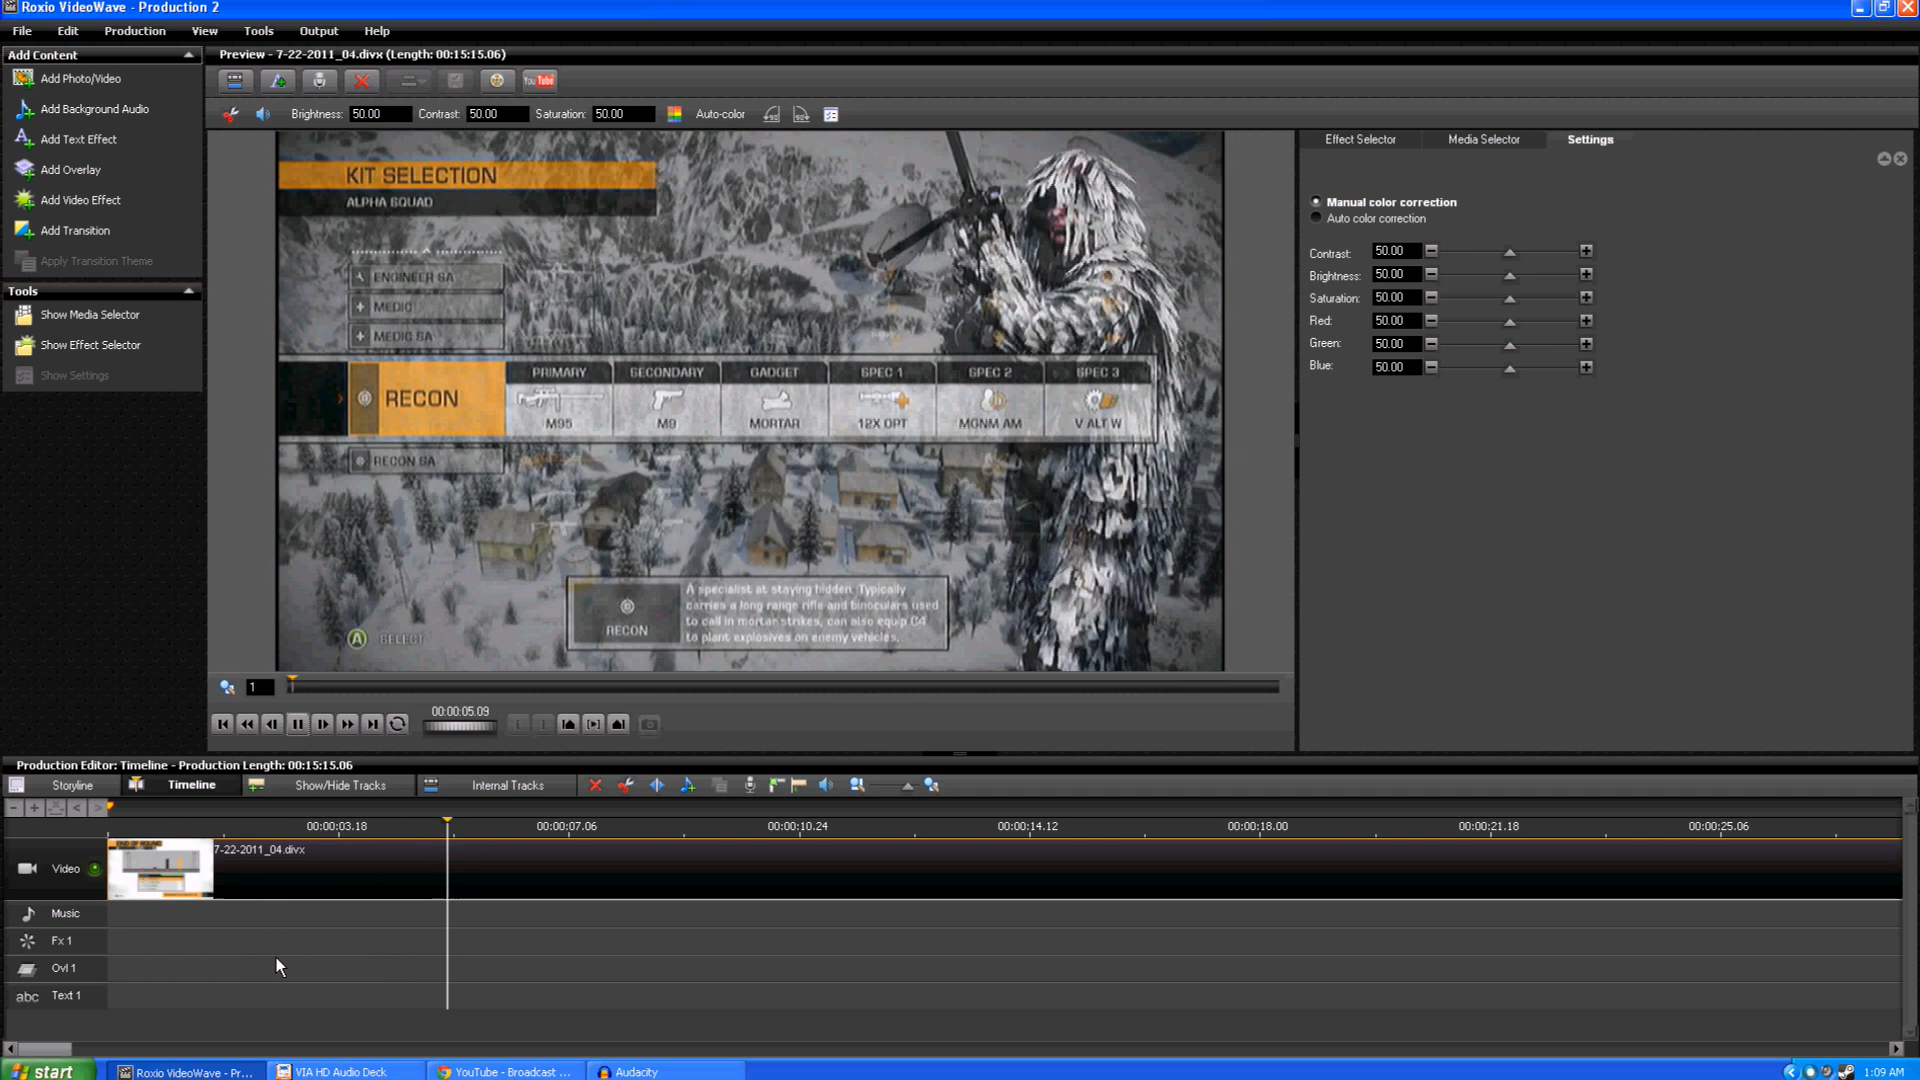 Roxio VideoWave - Production 2
File Edit Production View Tools Output Help
Add Content
Add Photo/Video
Add Background Audio
Add Text Effect
Add Overlay
Add Video Effect
Add Transition
Apply Transition Theme
Tools
Show Media Selector
Show Effect Selector
Show Settings
Preview - 7-22-2011_04.divx (Length: 00:15:15.06)
You Tube
Brightness: 50.00 Contrast: 50.00 Saturation: 50.00 Auto-color
KIT SELECTION
ALPHA SQUAD
ENGINEER SA
MEDIC
MEDIC SA
RECON
PRIMARY SECONDARY GADGET SPEC 1 SPEC 2 SPEC 3
M95 M9 MORTAR 12X OPT MGNM AM V ALT W
RECON SA
A specialist at staying hidden. Typically
carries a long range rifle and binoculars used
to call in mortar strikes, can also equip C4
to plant explosives on enemy vehicles.
RECON
A SELECT
1
00:00:05.09
Effect Selector Media Selector Settings
Manual color correction
Auto color correction
Contrast: 50.00
Brightness: 50.00
Saturation: 50.00
Red: 50.00
Green: 50.00
Blue: 50.00
Production Editor: Timeline - Production Length: 00:15:15.06
Storyline Timeline Show/Hide Tracks Internal Tracks
00:00:03.18 00:00:07.06 00:00:10.24 00:00:14.12 00:00:18.00 00:00:21.18 00:00:25.06
Video
END OF ROUND
7-22-2011_04.divx
Music
Fx 1
Ovl 1
abc Text 1
start Roxio VideoWave - Pr... VIA HD Audio Deck YouTube - Broadcast ... Audacity 1:09 AM